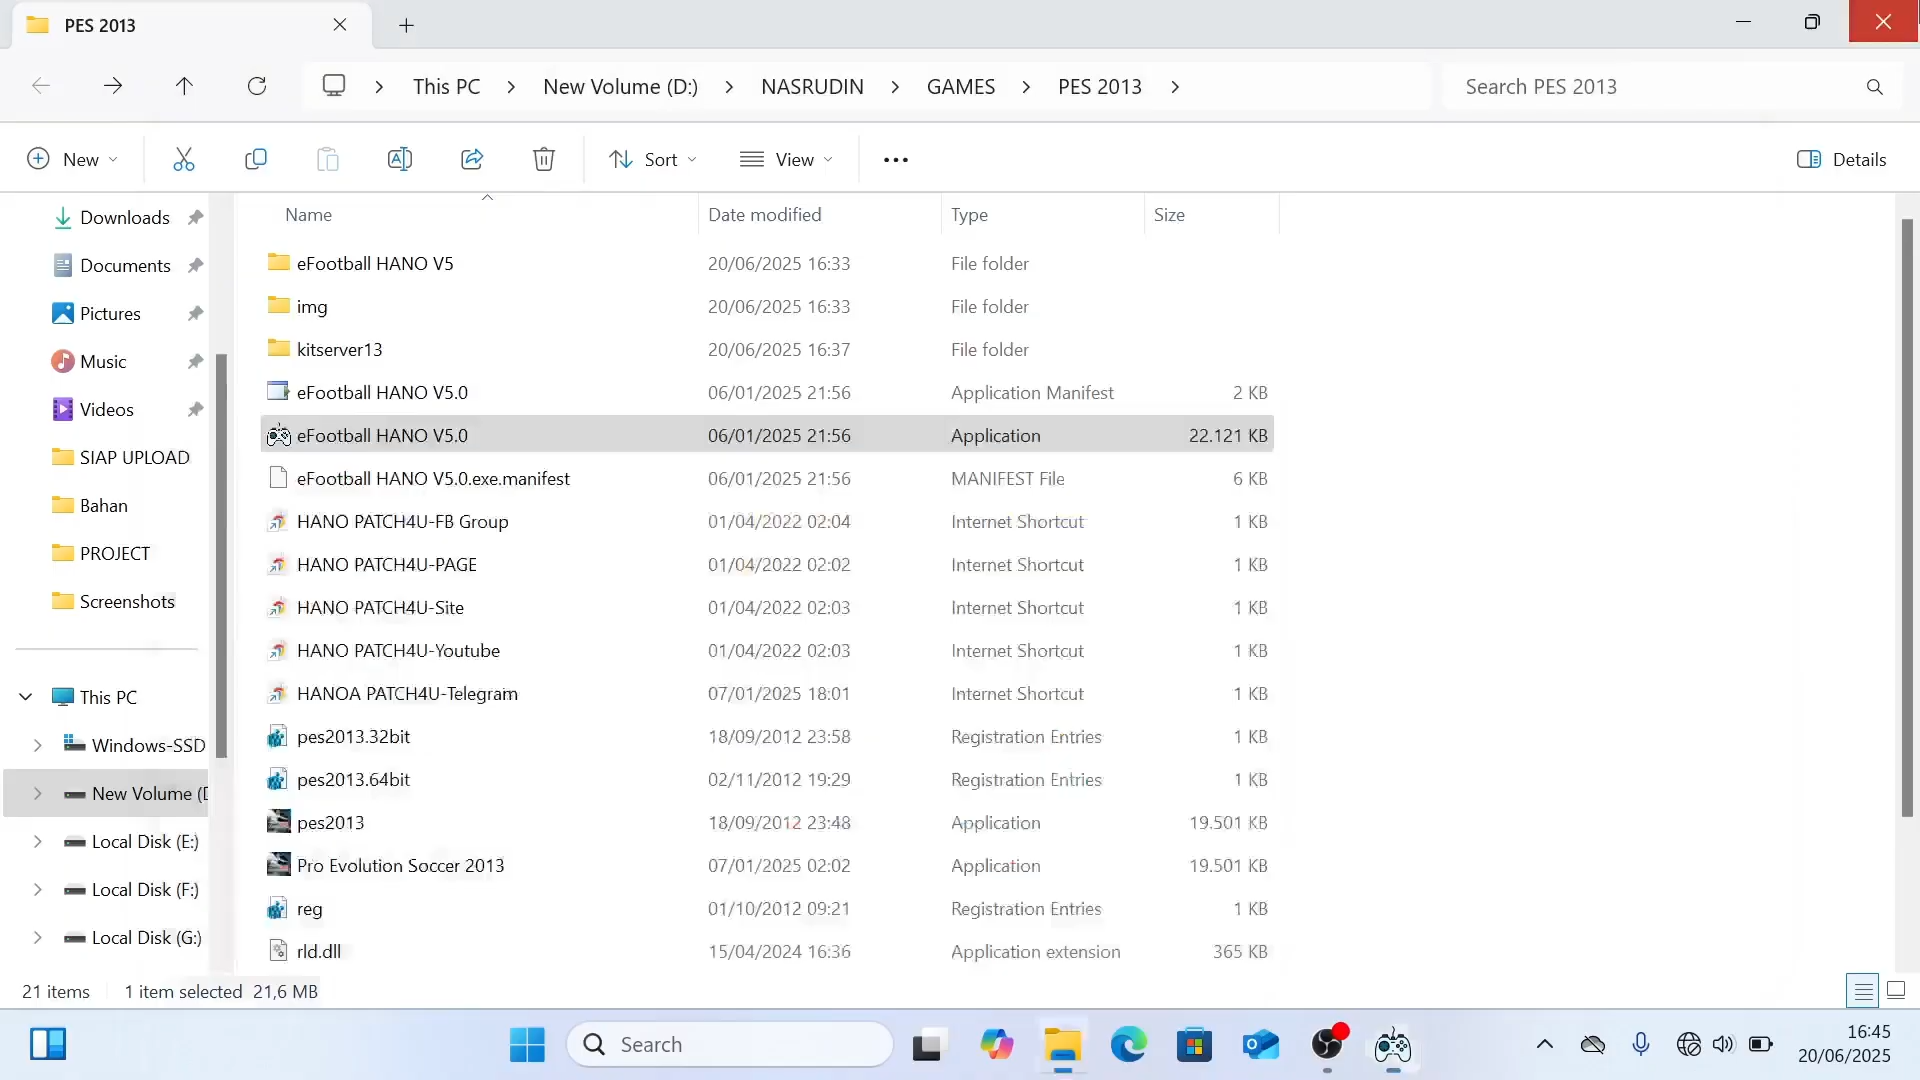 PES 2013
This PC > New Volume (D:) > NASRUDIN > GAMES > PES 2013 >
Search PES 2013
New
Sort
View
Details
Downloads
Documents
Pictures
Music
Videos
SIAP UPLOAD
Bahan
PROJECT
Screenshots
This PC
Windows-SSD
New Volume (D
Local Disk (E:)
Local Disk (F:)
Local Disk (G:)
Name Date modified Type Size
eFootball HANO V5 20/06/2025 16:33 File folder
img 20/06/2025 16:33 File folder
kitserver13 20/06/2025 16:37 File folder
eFootball HANO V5.0 06/01/2025 21:56 Application Manifest 2 KB
eFootball HANO V5.0 06/01/2025 21:56 Application 22.121 KB
eFootball HANO V5.0.exe.manifest 06/01/2025 21:56 MANIFEST File 6 KB
HANO PATCH4U-FB Group 01/04/2022 02:04 Internet Shortcut 1 KB
HANO PATCH4U-PAGE 01/04/2022 02:02 Internet Shortcut 1 KB
HANO PATCH4U-Site 01/04/2022 02:03 Internet Shortcut 1 KB
HANO PATCH4U-Youtube 01/04/2022 02:03 Internet Shortcut 1 KB
HANOA PATCH4U-Telegram 07/01/2025 18:01 Internet Shortcut 1 KB
pes2013.32bit 18/09/2012 23:58 Registration Entries 1 KB
pes2013.64bit 02/11/2012 19:29 Registration Entries 1 KB
pes2013 18/09/2012 23:48 Application 19.501 KB
Pro Evolution Soccer 2013 07/01/2025 02:02 Application 19.501 KB
reg 01/10/2012 09:21 Registration Entries 1 KB
rld.dll 15/04/2024 16:36 Application extension 365 KB
21 items 1 item selected 21,6 MB
Search
16:45
20/06/2025